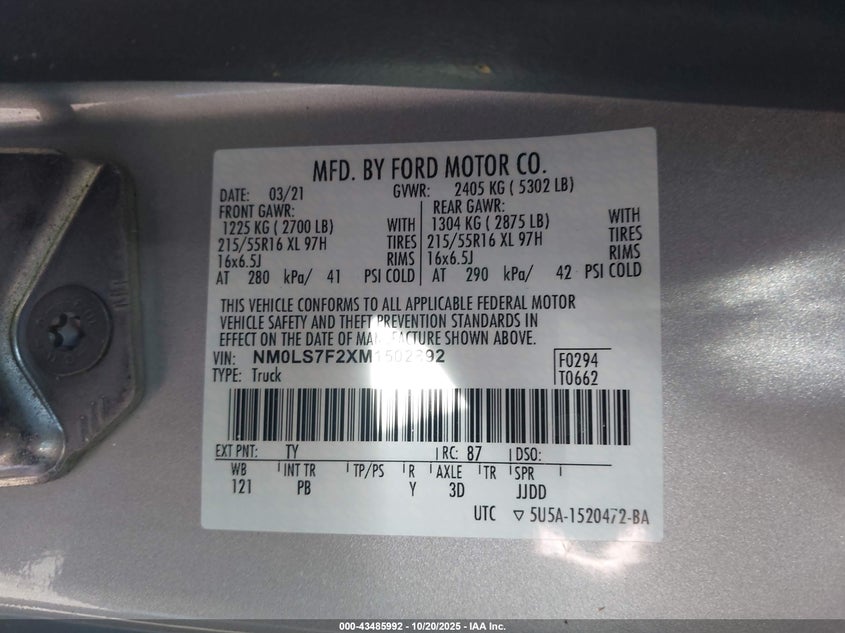 MFD. BY FORD MOTOR CO.
DATE: 03/21 GVWR: 2405 KG ( 5302 LB)
FRONT GAWR: REAR GAWR:
1225 KG ( 2700 LB) WITH 1304 KG ( 2875 LB) WITH
215/55R16 XL 97H TIRES 215/55R16 XL 97H TIRES
16x6.5J RIMS 16x6.5J RIMS
AT 280 kPa/ 41 PSI COLD AT 290 kPa/ 42 PSI COLD
THIS VEHICLE CONFORMS TO ALL APPLICABLE FEDERAL MOTOR
VEHICLE SAFETY AND THEFT PREVENTION STANDARDS IN
EFFECT ON THE DATE OF MANUFACTURE SHOWN ABOVE.
VIN: F0294
TYPE: Truck T0662
EXT PNT: TY RC: 87 DSO:
WB INT TR TP/PS R AXLE TR SPR
121 PB Y 3D JJDD
UTC ▽ 5U5A-1520472-BA
000-43485992 - 10/20/2025 - IAA Inc.